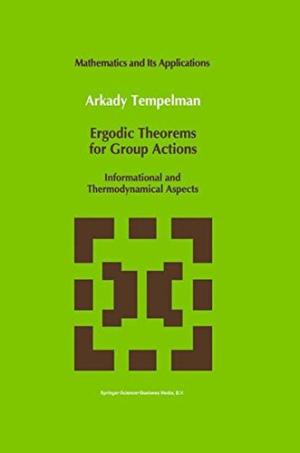 Mathematics and Its Applications
Arkady Tempelman
Ergodic Theorems
for Group Actions
Informational and
Thermodynamical Aspects
Springer-Science+Business Media, B.V.